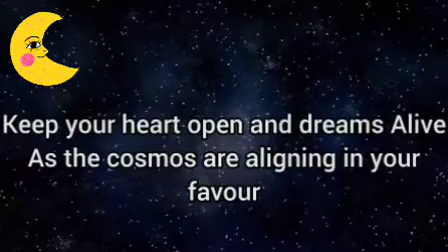 Keep your heart open and dreams Alive
As the cosmos are aligning in your
favour